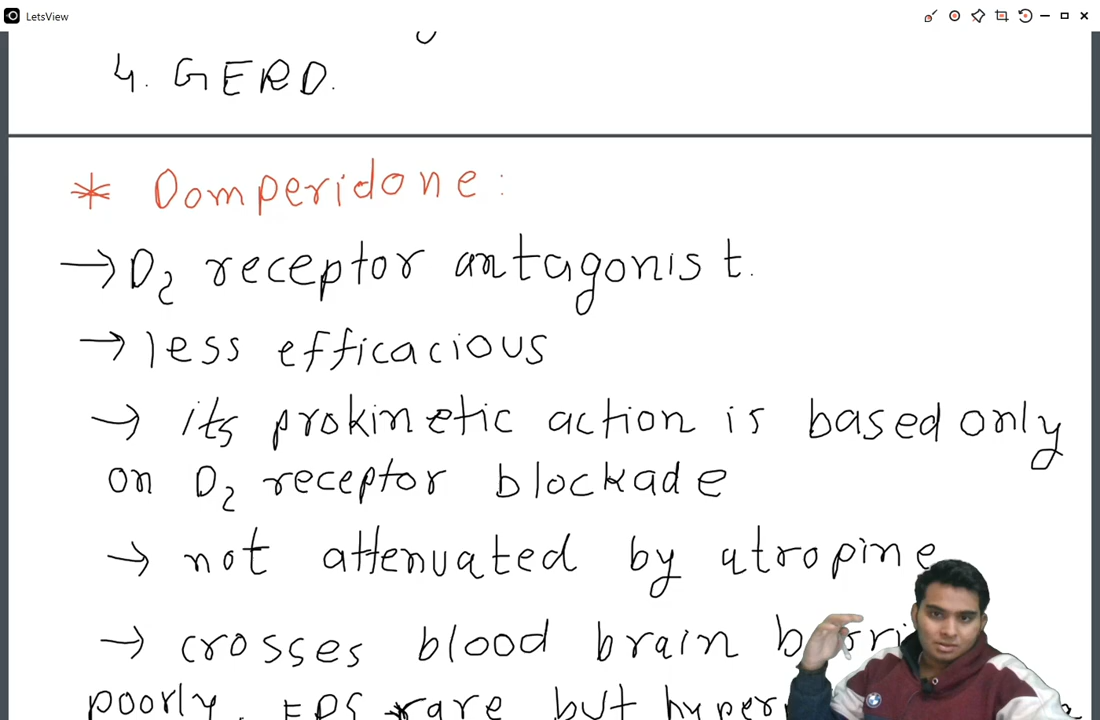 LetsView
4. GERD.
* Domperidone:
→ D2 receptor antagonist.
→ less efficacious
→ its prokinetic action is based only
on D2 receptor blockade
→ not attenuated by atropine
→ crosses blood brain
poorly. EPS rare but